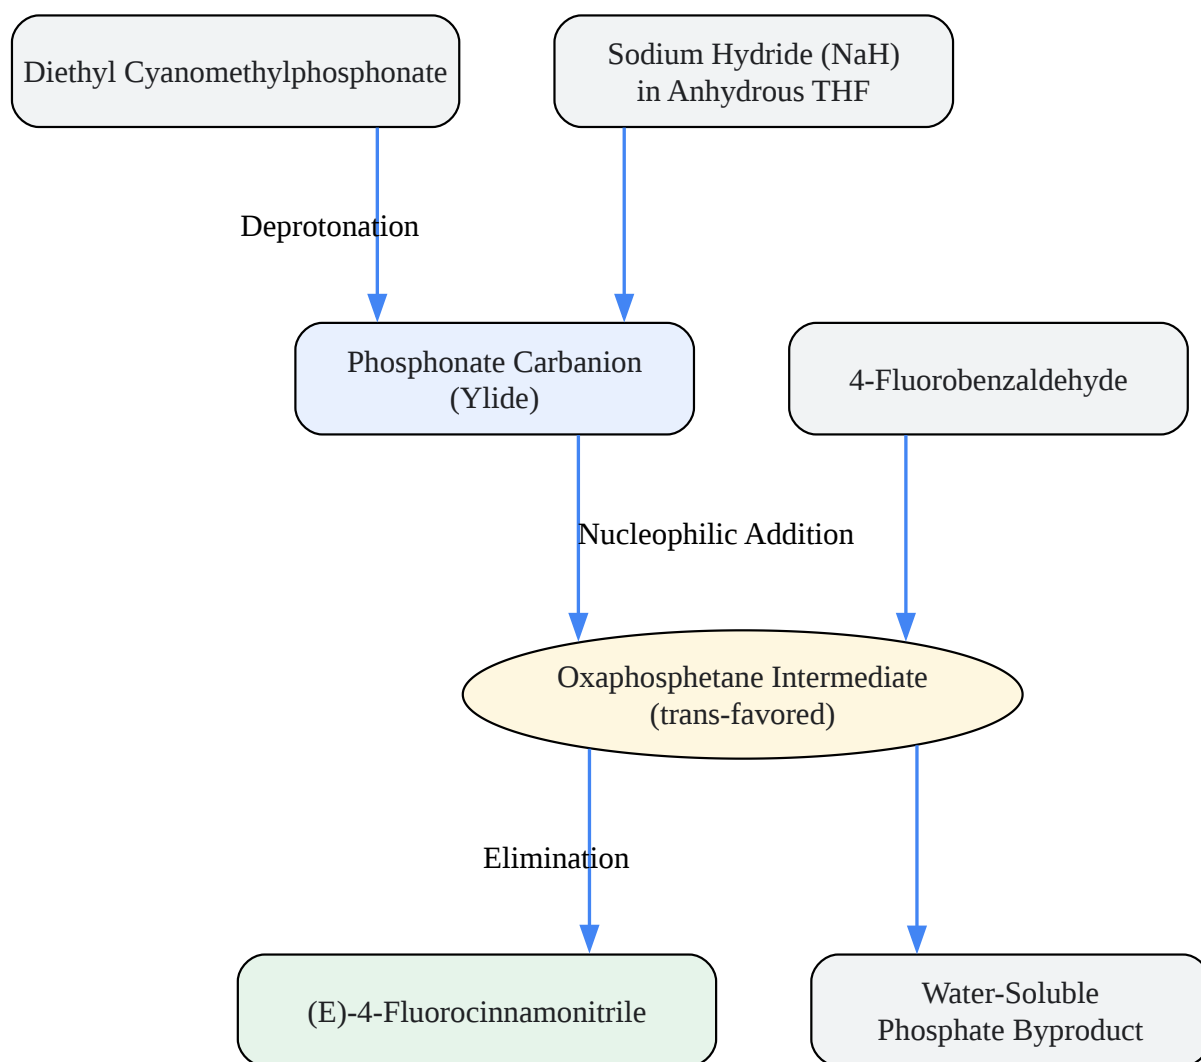 Diethyl Cyanomethylphosphonate
Sodium Hydride (NaH)
in Anhydrous THF
Deprotonation
Phosphonate Carbanion
(Ylide)
4-Fluorobenzaldehyde
Nucleophilic Addition
Oxaphosphetane Intermediate
(trans-favored)
Elimination
(E)-4-Fluorocinnamonitrile
Water-Soluble
Phosphate Byproduct